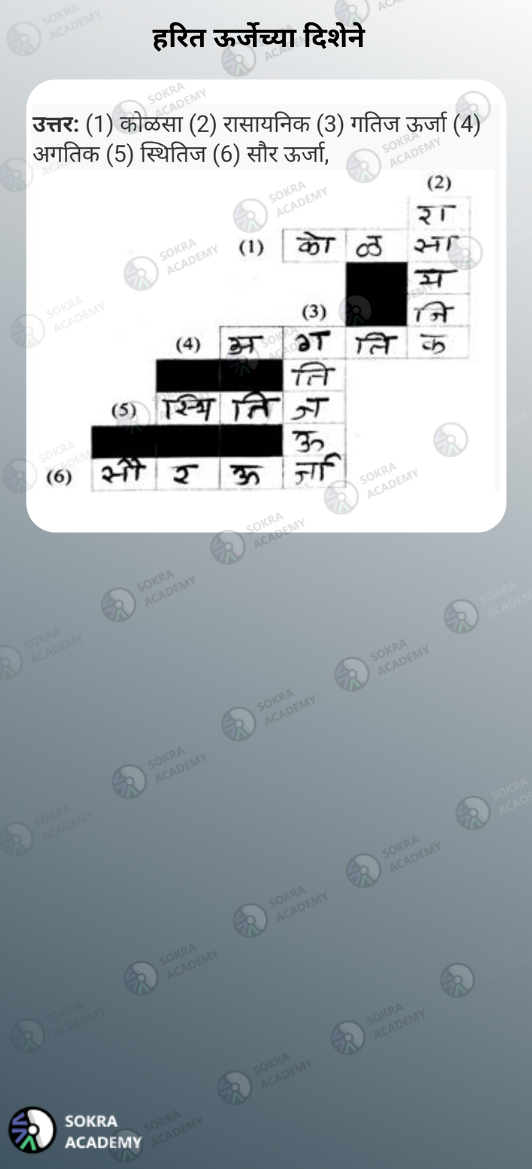 हरित ऊर्जेच्या दिशेने
उत्तर: (1) कोळसा (2) रासायनिक (3) गतिज ऊर्जा (4)
अगतिक (5) स्थितिज (6) सौर ऊर्जा,
(2)
रा
(1) को ळ सा
य
(3) नि
(4) अ ग ति क
ति
(5) स्थि ति ज
ऊ
(6) सौ र ऊ र्जा
SOKRA
ACADEMY